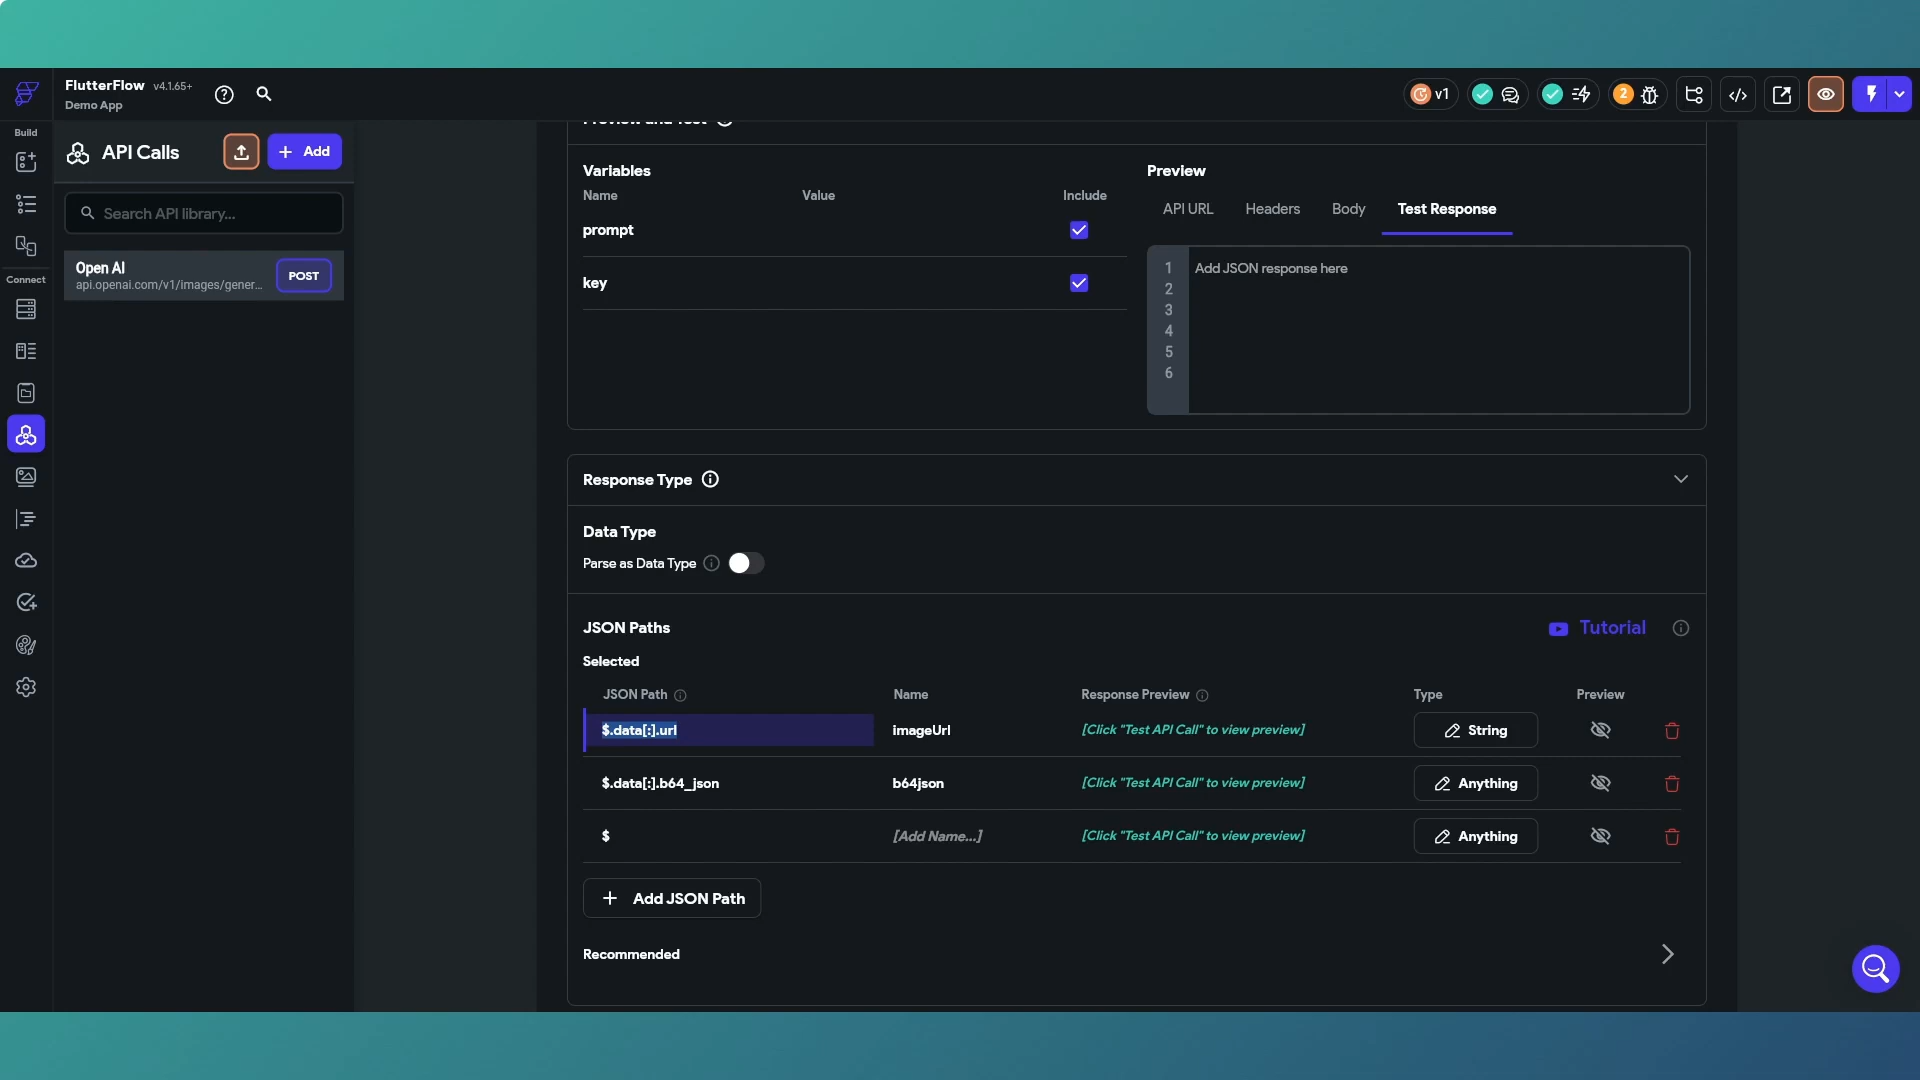 FlutterFlow v4.1.65+
Demo App
v1
2
Build
API Calls
Add
Search API library...
Open AI
api.openai.com/v1/images/gener...
POST
Connect
Preview and Test
Variables
Name Value Include
prompt
key
Preview
API URL Headers Body Test Response
1 Add JSON response here
2
3
4
5
6
Response Type
Data Type
Parse as Data Type
JSON Paths
Tutorial
Selected
JSON Path Name Response Preview Type Preview
$.data[:].url imageUrl [Click "Test API Call" to view preview] String
$.data[:].b64_json b64json [Click "Test API Call" to view preview] Anything
$ [Add Name...] [Click "Test API Call" to view preview] Anything
Add JSON Path
Recommended